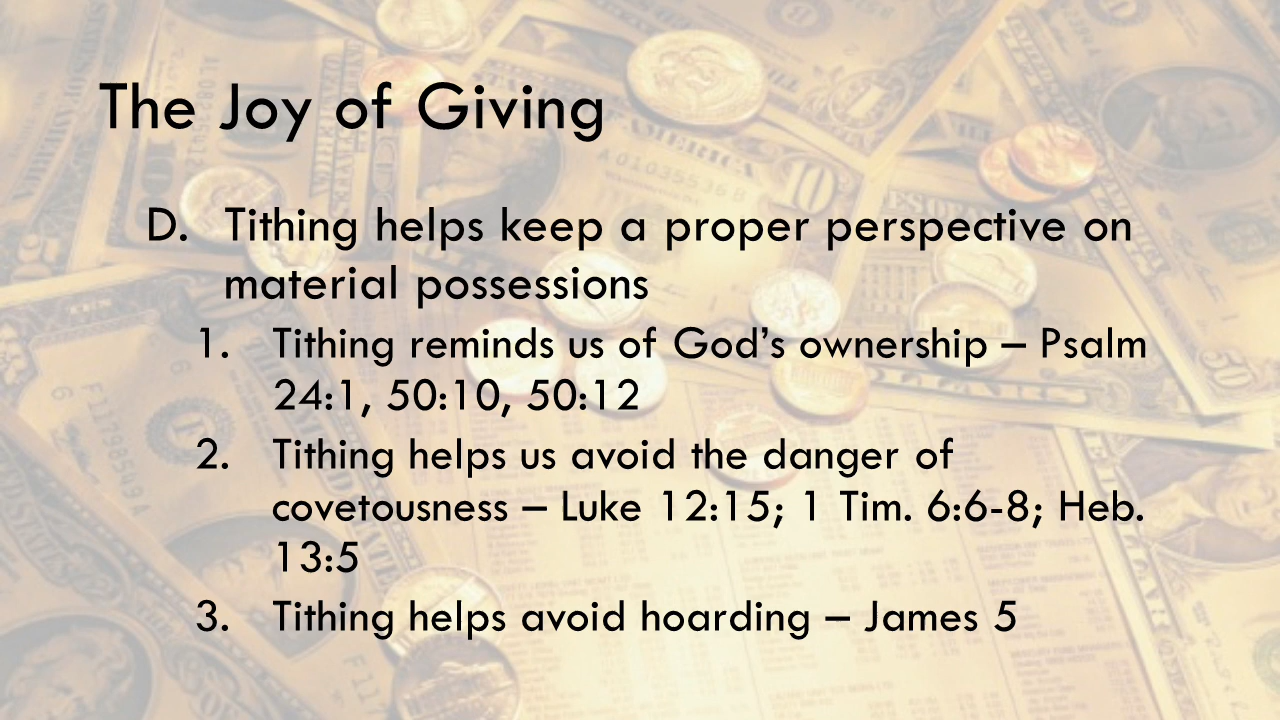 The Joy of Giving
D. Tithing helps keep a proper perspective on
material possessions
1. Tithing reminds us of God’s ownership – Psalm
24:1, 50:10, 50:12
2. Tithing helps us avoid the danger of
covetousness – Luke 12:15; 1 Tim. 6:6-8; Heb.
13:5
3. Tithing helps avoid hoarding – James 5